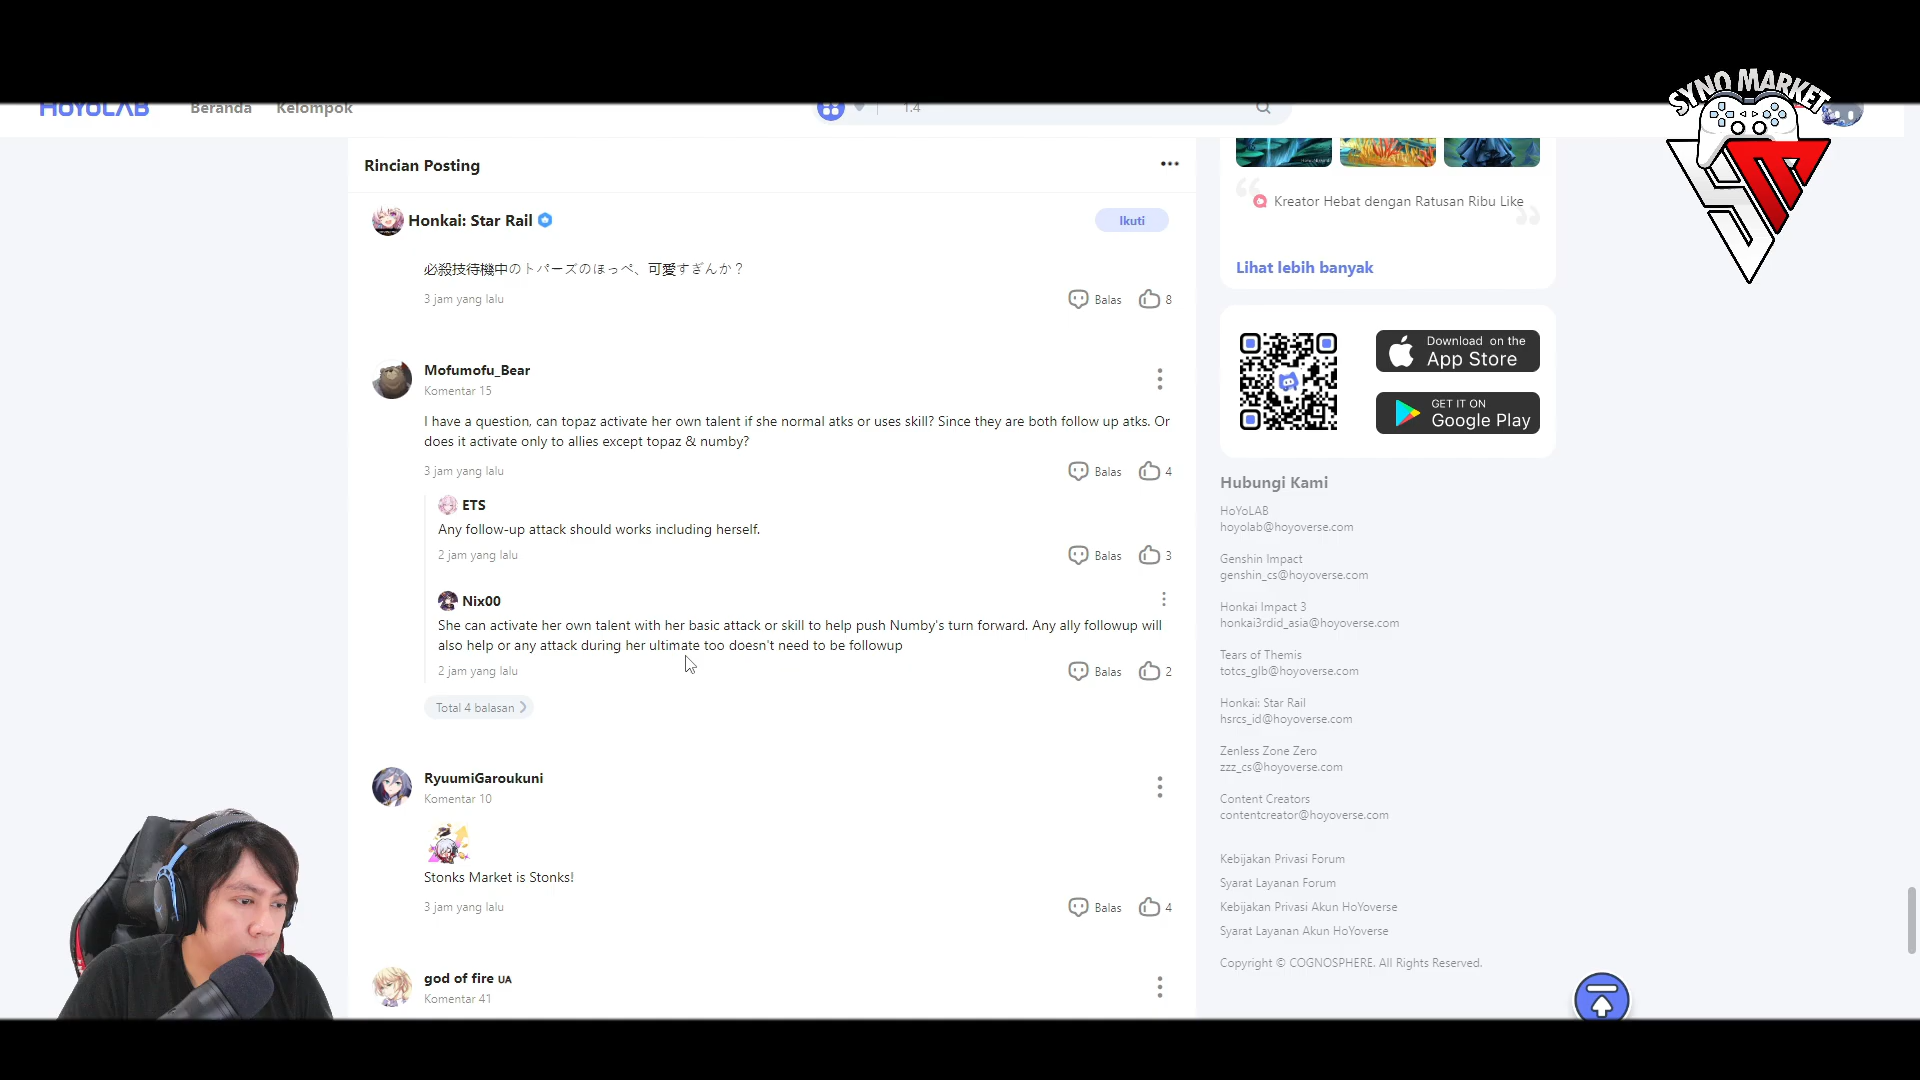 SYNO MARKET
HOYOLAB
Beranda
Kelompok
1.4
Rincian Posting
Honkai: Star Rail
Ikuti
必殺技待機中のトパーズのほっぺ、可愛すぎんか？
3 jam yang lalu
Balas
8
Mofumofu_Bear
Komentar 15
I have a question, can topaz activate her own talent if she normal atks or uses skill? Since they are both follow up atks. Or
does it activate only to allies except topaz & numby?
3 jam yang lalu
Balas
4
ETS
Any follow-up attack should works including herself.
2 jam yang lalu
Balas
3
Nix00
She can activate her own talent with her basic attack or skill to help push Numby's turn forward. Any ally followup will
also help or any attack during her ultimate too doesn't need to be followup
2 jam yang lalu
Balas
2
Total 4 balasan
RyuumiGaroukuni
Komentar 10
Stonks Market is Stonks!
3 jam yang lalu
Balas
4
god of fire UA
Komentar 41
Kreator Hebat dengan Ratusan Ribu Like
Lihat lebih banyak
Download on the
App Store
GET IT ON
Google Play
Hubungi Kami
HoYoLAB
hoyolab@hoyoverse.com
Genshin Impact
genshin_cs@hoyoverse.com
Honkai Impact 3
honkai3rdid_asia@hoyoverse.com
Tears of Themis
totcs_glb@hoyoverse.com
Honkai: Star Rail
hsrcs_id@hoyoverse.com
Zenless Zone Zero
zzz_cs@hoyoverse.com
Content Creators
contentcreator@hoyoverse.com
Kebijakan Privasi Forum
Syarat Layanan Forum
Kebijakan Privasi Akun HoYoverse
Syarat Layanan Akun HoYoverse
Copyright © COGNOSPHERE. All Rights Reserved.